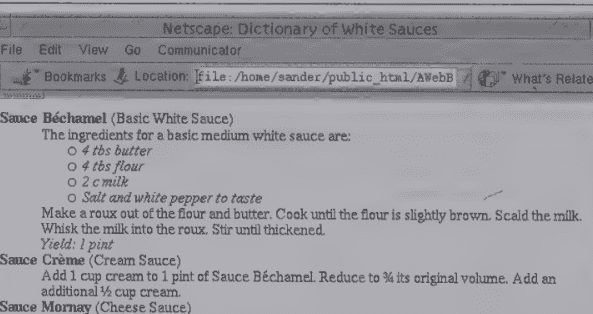 Netscape: Dictionary of White Sauces
File Edit View Go Communicator
Bookmarks Location: file:/home/sander/public_html/AWebB What's Relate
Sauce Béchamel (Basic White Sauce)
The ingredients for a basic medium white sauce are:
4 tbs butter
4 tbs flour
2 c milk
Salt and white pepper to taste
Make a roux out of the flour and butter. Cook until the flour is slightly brown. Scald the milk.
Whisk the milk into the roux. Stir until thickened.
Yield: 1 pint
Sauce Crème (Cream Sauce)
Add 1 cup cream to 1 pint of Sauce Béchamel. Reduce to ¾ its original volume. Add an
additional ½ cup cream.
Sauce Mornay (Cheese Sauce)